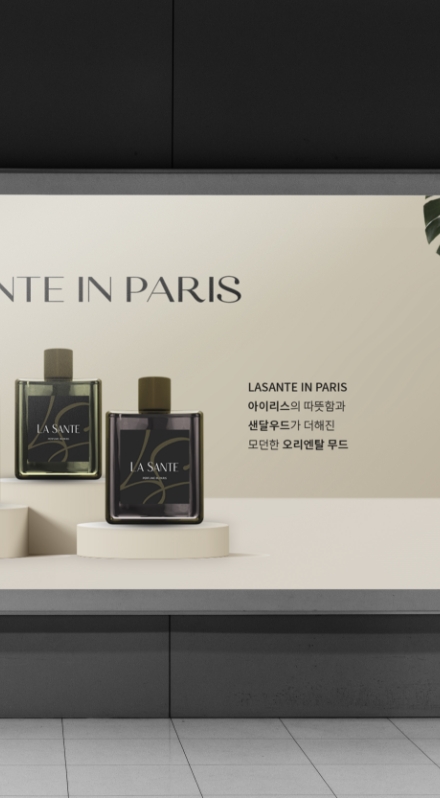 NTE IN PARIS
LASANTE IN PARIS
아이리스의 따뜻함과
샌달우드가 더해진
모던한 오리엔탈 무드
LA SANTE
LA SANTE